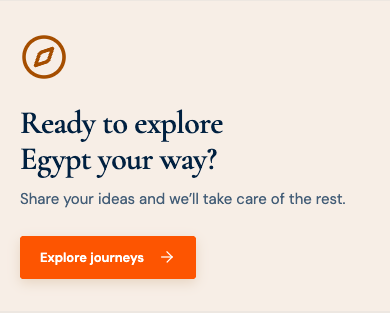 Ready to explore
Egypt your way?
Share your ideas and we’ll take care of the rest.
Explore journeys